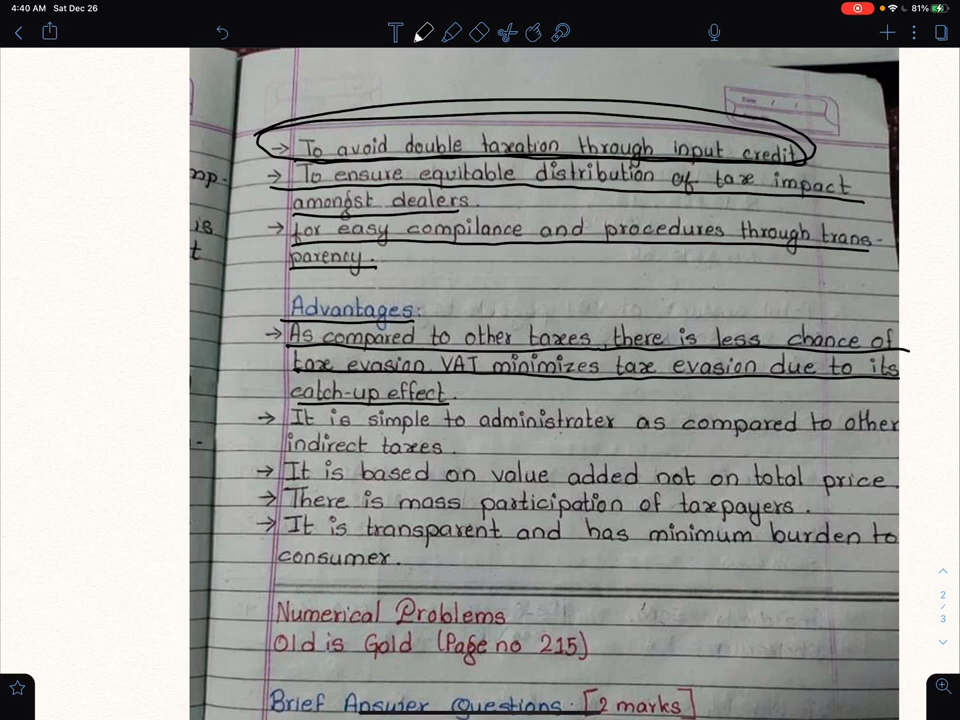 4:40 AM Sat Dec 26
81%
Date / /
→ To avoid double taxation through input credit
→ To ensure equitable distribution of tax impact
amongst dealers.
→ for easy compilance and procedures through trans-
parency.
Advantages:
→ As compared to other taxes, there is less chance of
tax evasion. VAT minimizes tax evasion due to its
catch-up effect.
→ It is simple to administrater as compared to other
indirect taxes.
→ It is based on value added not on total price.
→ There is mass participation of taxpayers.
→ It is transparent and has minimum burden to
consumer.
Numerical Problems
Old is Gold (Page no 215)
Brief Answer Questions. [2 marks]
np-
is
t
-
2
/
3